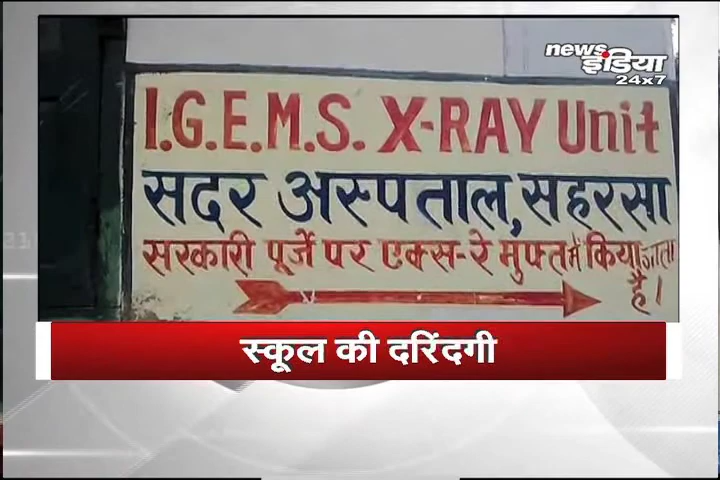 news
इंडिया
24x7
I.G.E.M.S. X-RAY Unit
सदर अस्पताल, सहरसा
सरकारी पूर्जे पर एक्स-रे मुफ्त में किया जाता
है।
स्कूल की दरिंदगी